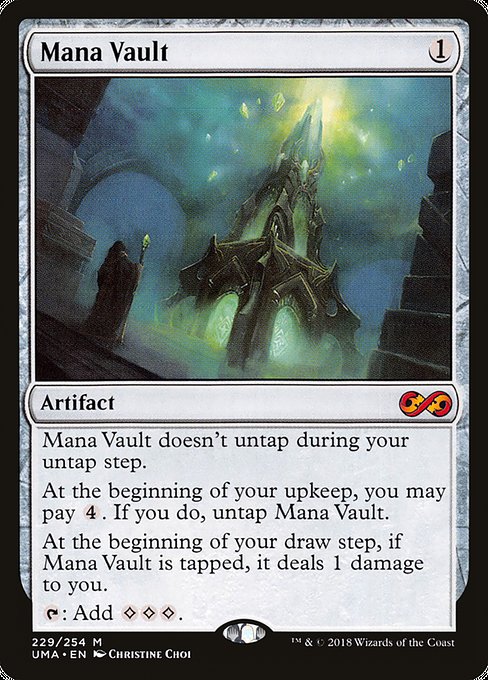 Mana Vault 1
Artifact
Mana Vault doesn't untap during your
untap step.
At the beginning of your upkeep, you may
pay 4. If you do, untap Mana Vault.
At the beginning of your draw step, if
Mana Vault is tapped, it deals 1 damage
to you.
: Add .
229/254 M
UMA • EN Christine Choi
™ & © 2018 Wizards of the Coast